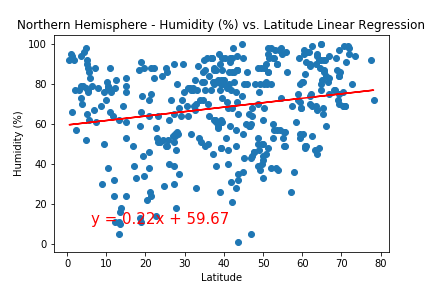 Northern Hemisphere - Humidity (%) vs. Latitude Linear Regression
100
80
60
40
20
0
Humidity (%)
y = 0.22x + 59.67
0 10 20 30 40 50 60 70 80
Latitude